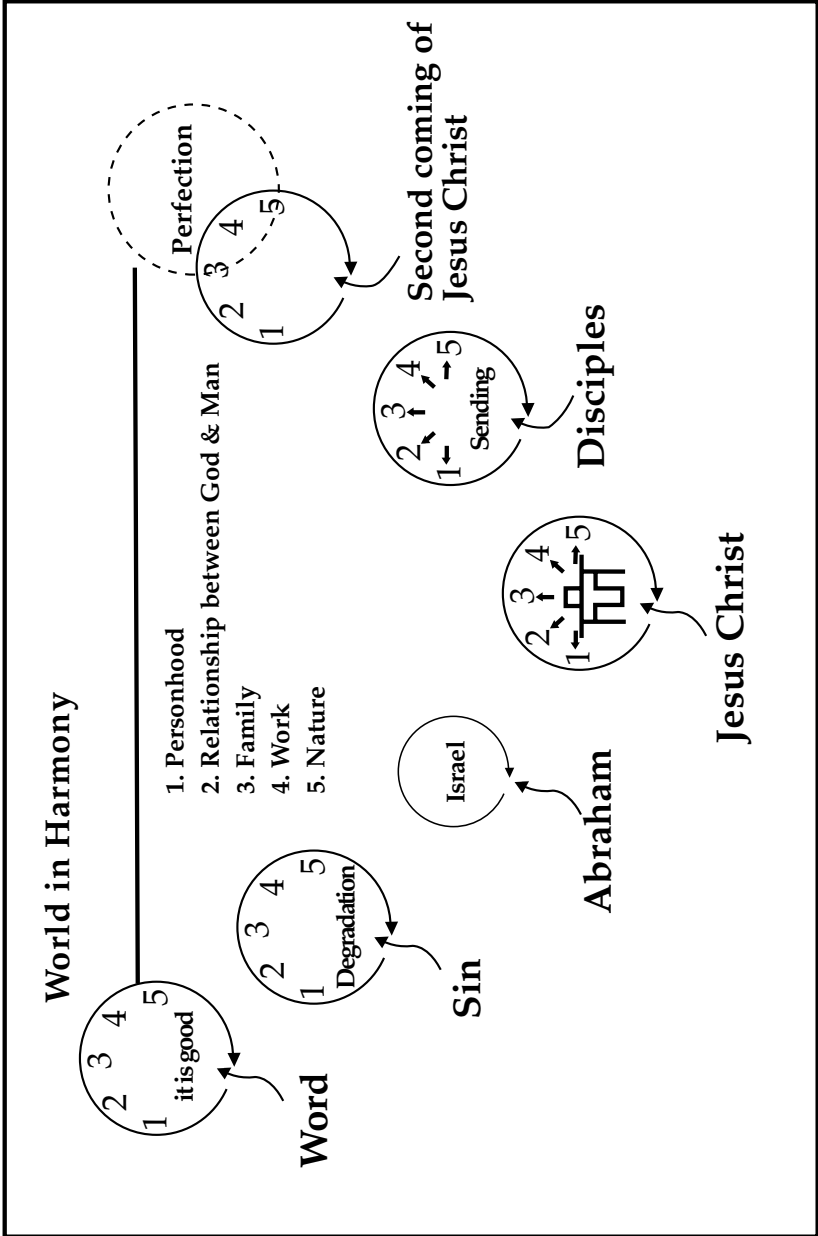 World in Harmony
1 2 3 4 5
it is good
Word
1. Personhood
2. Relationship between God & Man
3. Family
4. Work
5. Nature
1 2 3 4 5
Degradation
Sin
Israel
Abraham
1 2 3 4 5
Jesus Christ
1 2 3 4 5
Sending
Disciples
Perfection
1 2 3 4 5
Second coming of
Jesus Christ